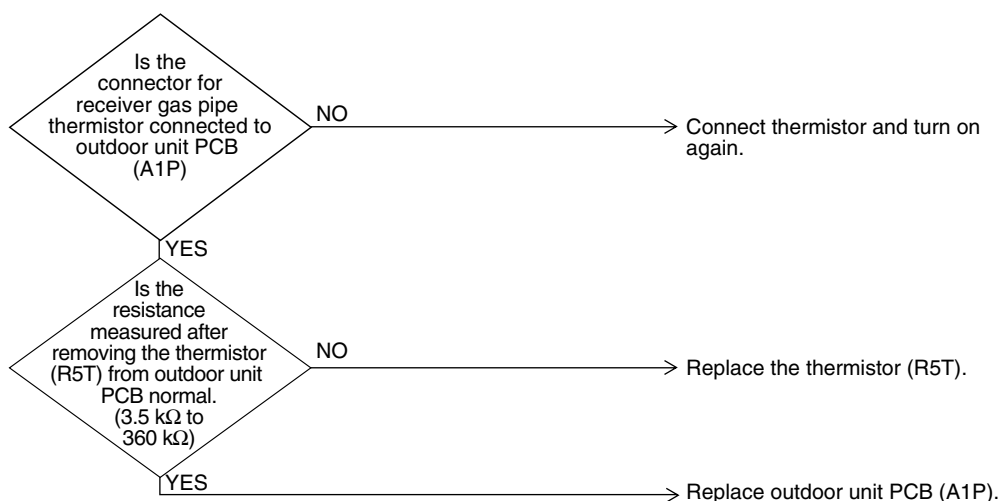 Is the
connector for
receiver gas pipe
thermistor connected to
outdoor unit PCB
(A1P)
NO
Connect thermistor and turn on
again.
YES
Is the
resistance
measured after
removing the thermistor
(R5T) from outdoor unit
PCB normal.
(3.5 kΩ to
360 kΩ)
NO
Replace the thermistor (R5T).
YES
Replace outdoor unit PCB (A1P).